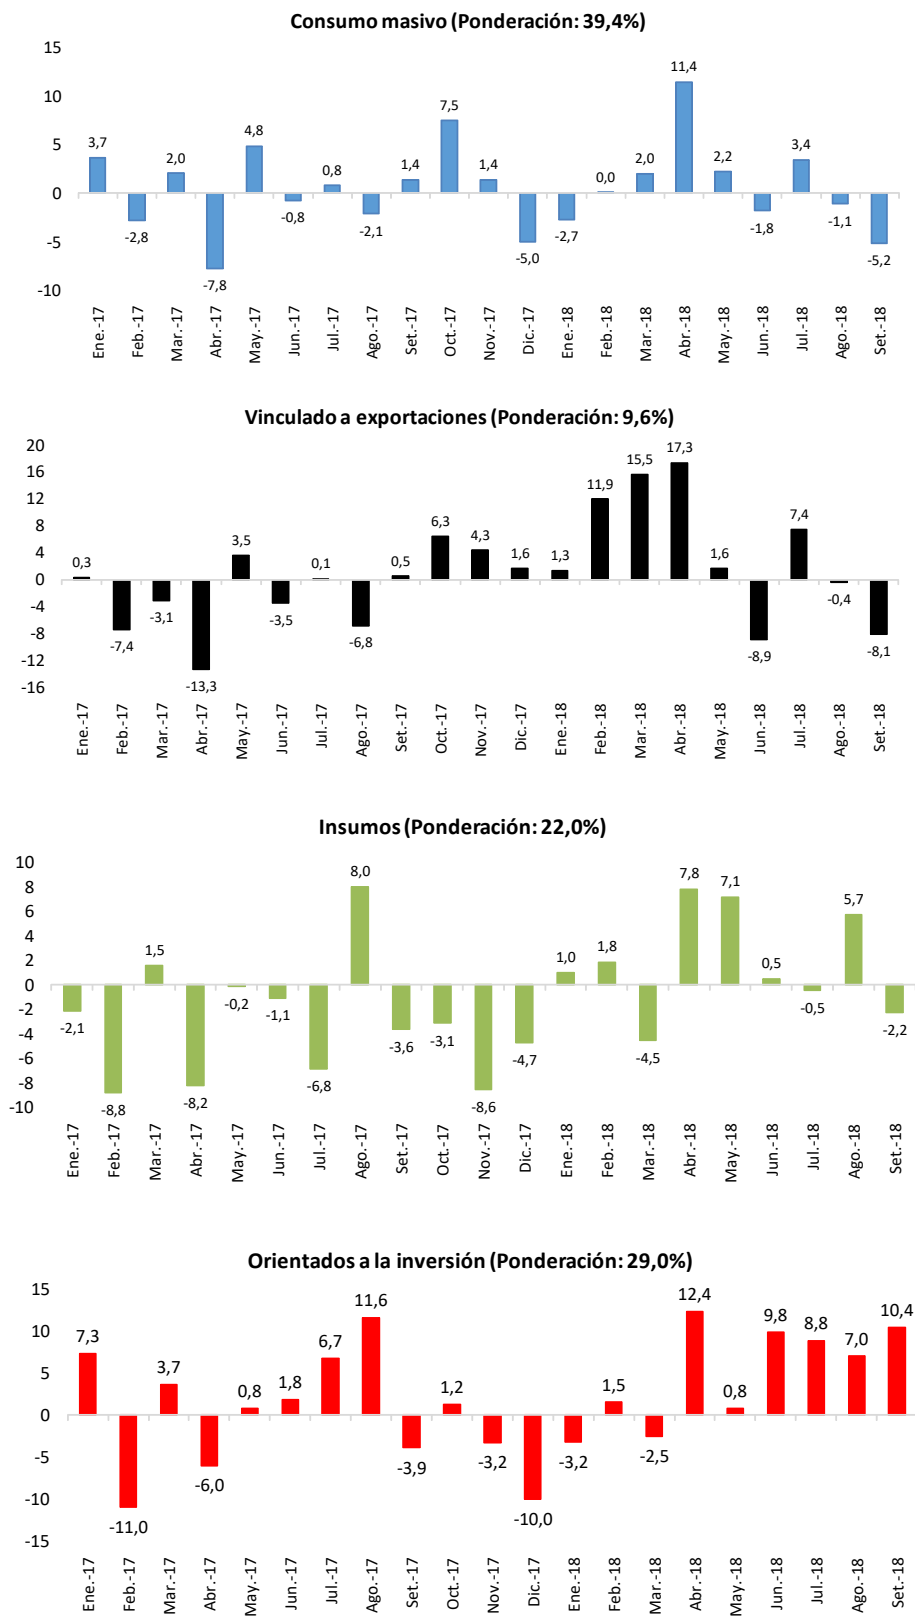 Consumo masivo (Ponderación: 39,4%)
15
10
5
0
-5
-10
3,7
-2,8
2,0
-7,8
4,8
-0,8
0,8
-2,1
1,4
7,5
1,4
-5,0
-2,7
0,0
2,0
11,4
2,2
-1,8
3,4
-1,1
-5,2
Ene.-17
Feb.-17
Mar.-17
Abr.-17
May.-17
Jun.-17
Jul.-17
Ago.-17
Set.-17
Oct.-17
Nov.-17
Dic.-17
Ene.-18
Feb.-18
Mar.-18
Abr.-18
May.-18
Jun.-18
Jul.-18
Ago.-18
Set.-18
Vinculado a exportaciones (Ponderación: 9,6%)
20
16
12
8
4
0
-4
-8
-12
-16
0,3
-7,4
-3,1
-13,3
3,5
-3,5
0,1
-6,8
0,5
6,3
4,3
1,6
1,3
11,9
15,5
17,3
1,6
-8,9
7,4
-0,4
-8,1
Ene.-17
Feb.-17
Mar.-17
Abr.-17
May.-17
Jun.-17
Jul.-17
Ago.-17
Set.-17
Oct.-17
Nov.-17
Dic.-17
Ene.-18
Feb.-18
Mar.-18
Abr.-18
May.-18
Jun.-18
Jul.-18
Ago.-18
Set.-18
Insumos (Ponderación: 22,0%)
10
8
6
4
2
0
-2
-4
-6
-8
-10
-2,1
-8,8
1,5
-8,2
-0,2
-1,1
-6,8
8,0
-3,6
-3,1
-8,6
-4,7
1,0
1,8
-4,5
7,8
7,1
0,5
-0,5
5,7
-2,2
Ene.-17
Feb.-17
Mar.-17
Abr.-17
May.-17
Jun.-17
Jul.-17
Ago.-17
Set.-17
Oct.-17
Nov.-17
Dic.-17
Ene.-18
Feb.-18
Mar.-18
Abr.-18
May.-18
Jun.-18
Jul.-18
Ago.-18
Set.-18
Orientados a la inversión (Ponderación: 29,0%)
15
10
5
0
-5
-10
-15
7,3
-11,0
3,7
-6,0
0,8
1,8
6,7
11,6
-3,9
1,2
-3,2
-10,0
-3,2
1,5
-2,5
12,4
0,8
9,8
8,8
7,0
10,4
Ene.-17
Feb.-17
Mar.-17
Abr.-17
May.-17
Jun.-17
Jul.-17
Ago.-17
Set.-17
Oct.-17
Nov.-17
Dic.-17
Ene.-18
Feb.-18
Mar.-18
Abr.-18
May.-18
Jun.-18
Jul.-18
Ago.-18
Set.-18